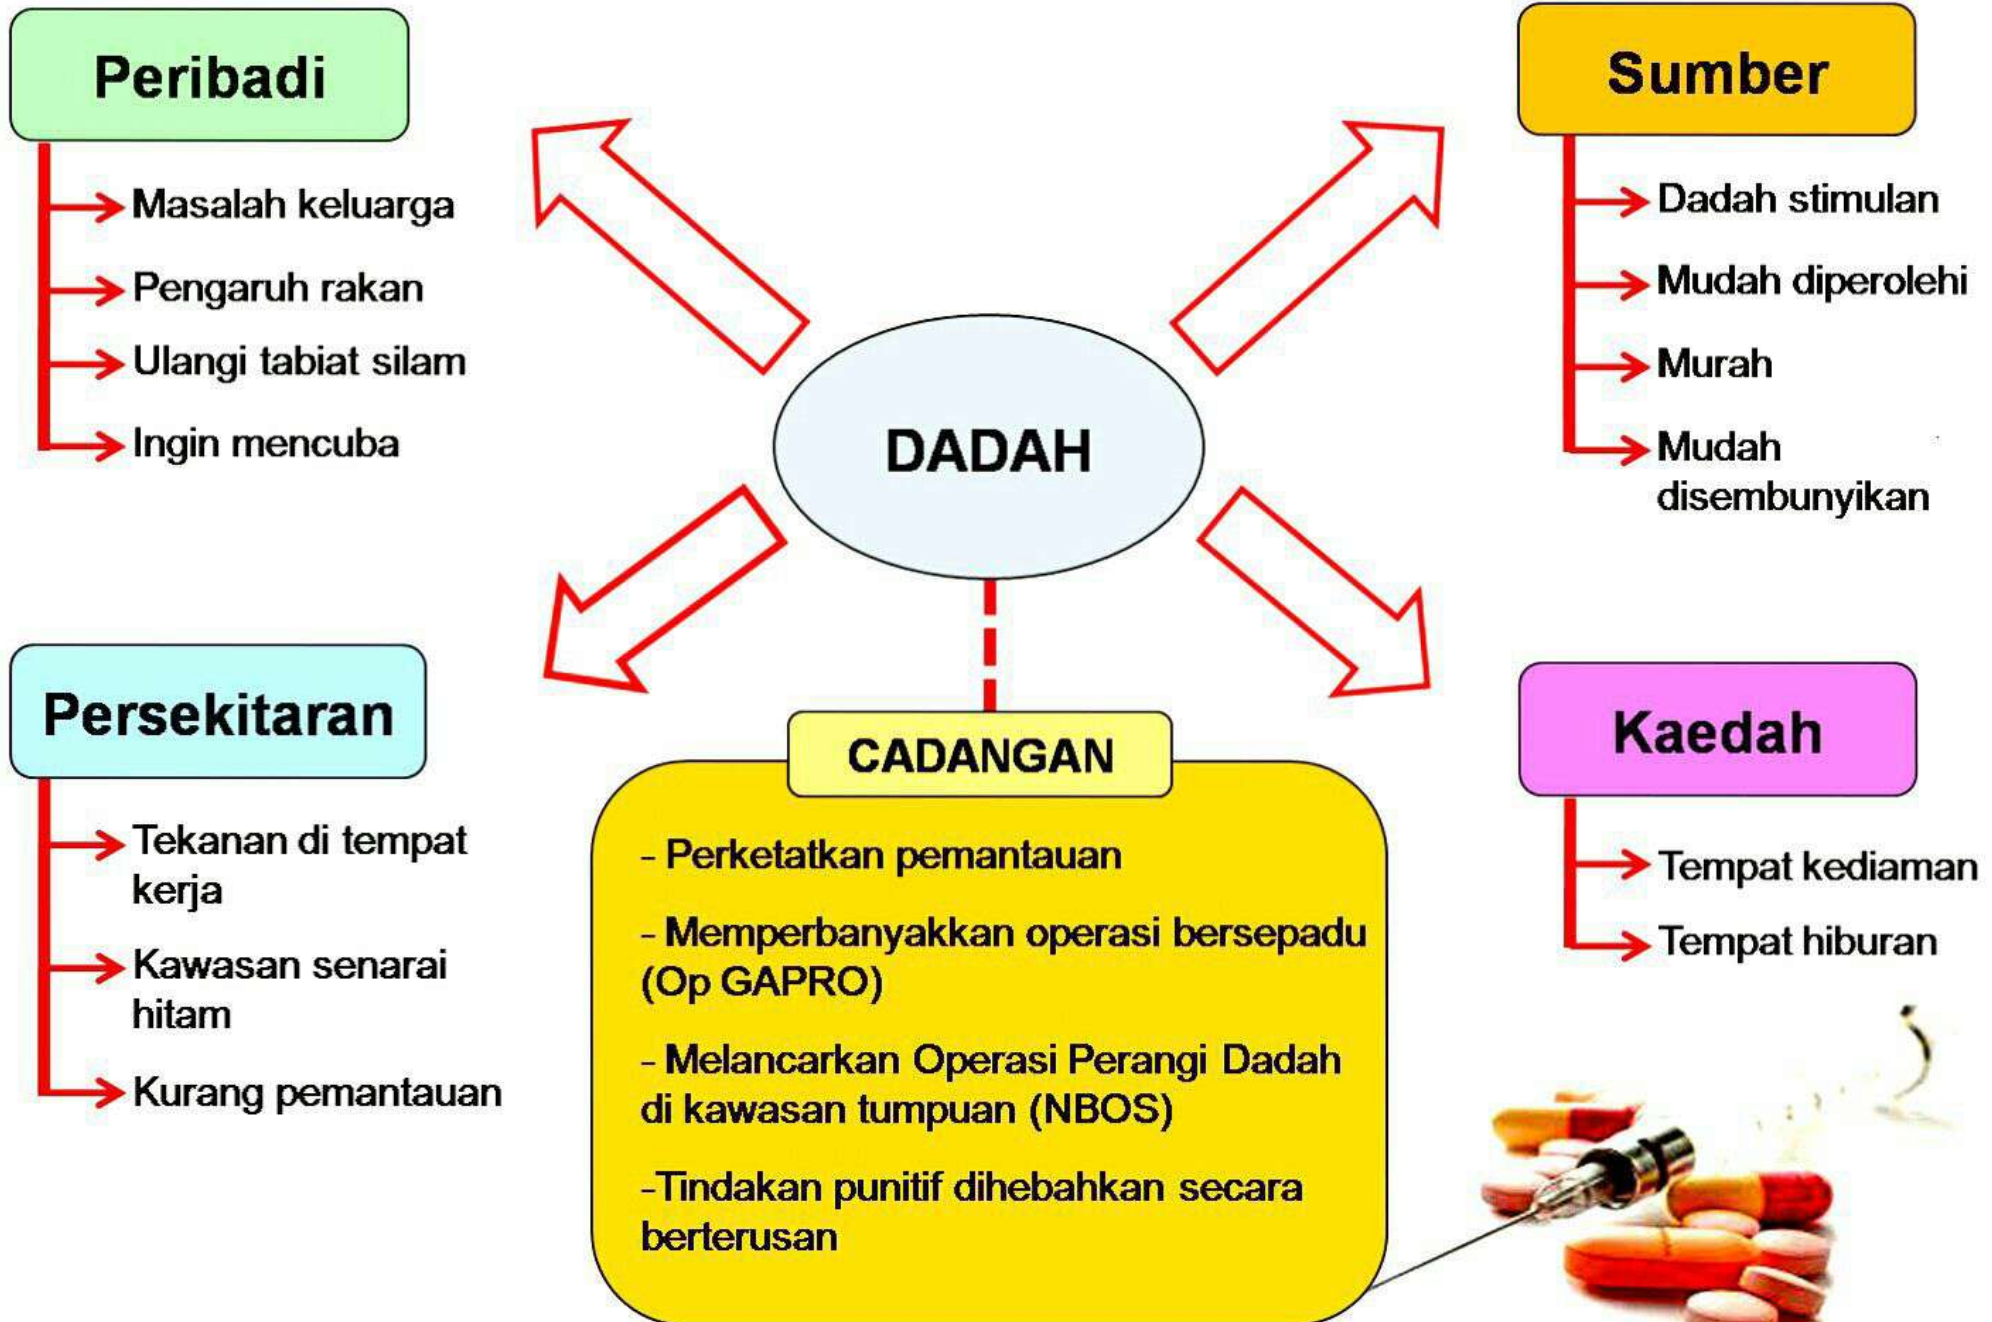 Peribadi
Masalah keluarga
Pengaruh rakan
Ulangi tabiat silam
Ingin mencuba
Sumber
Dadah stimulan
Mudah diperolehi
Murah
Mudah
disembunyikan
DADAH
Persekitaran
Tekanan di tempat
kerja
Kawasan senarai
hitam
Kurang pemantauan
CADANGAN
- Perketatkan pemantauan
- Memperbanyakkan operasi bersepadu
(Op GAPRO)
- Melancarkan Operasi Perangi Dadah
di kawasan tumpuan (NBOS)
-Tindakan punitif dihebahkan secara
berterusan
Kaedah
Tempat kediaman
Tempat hiburan